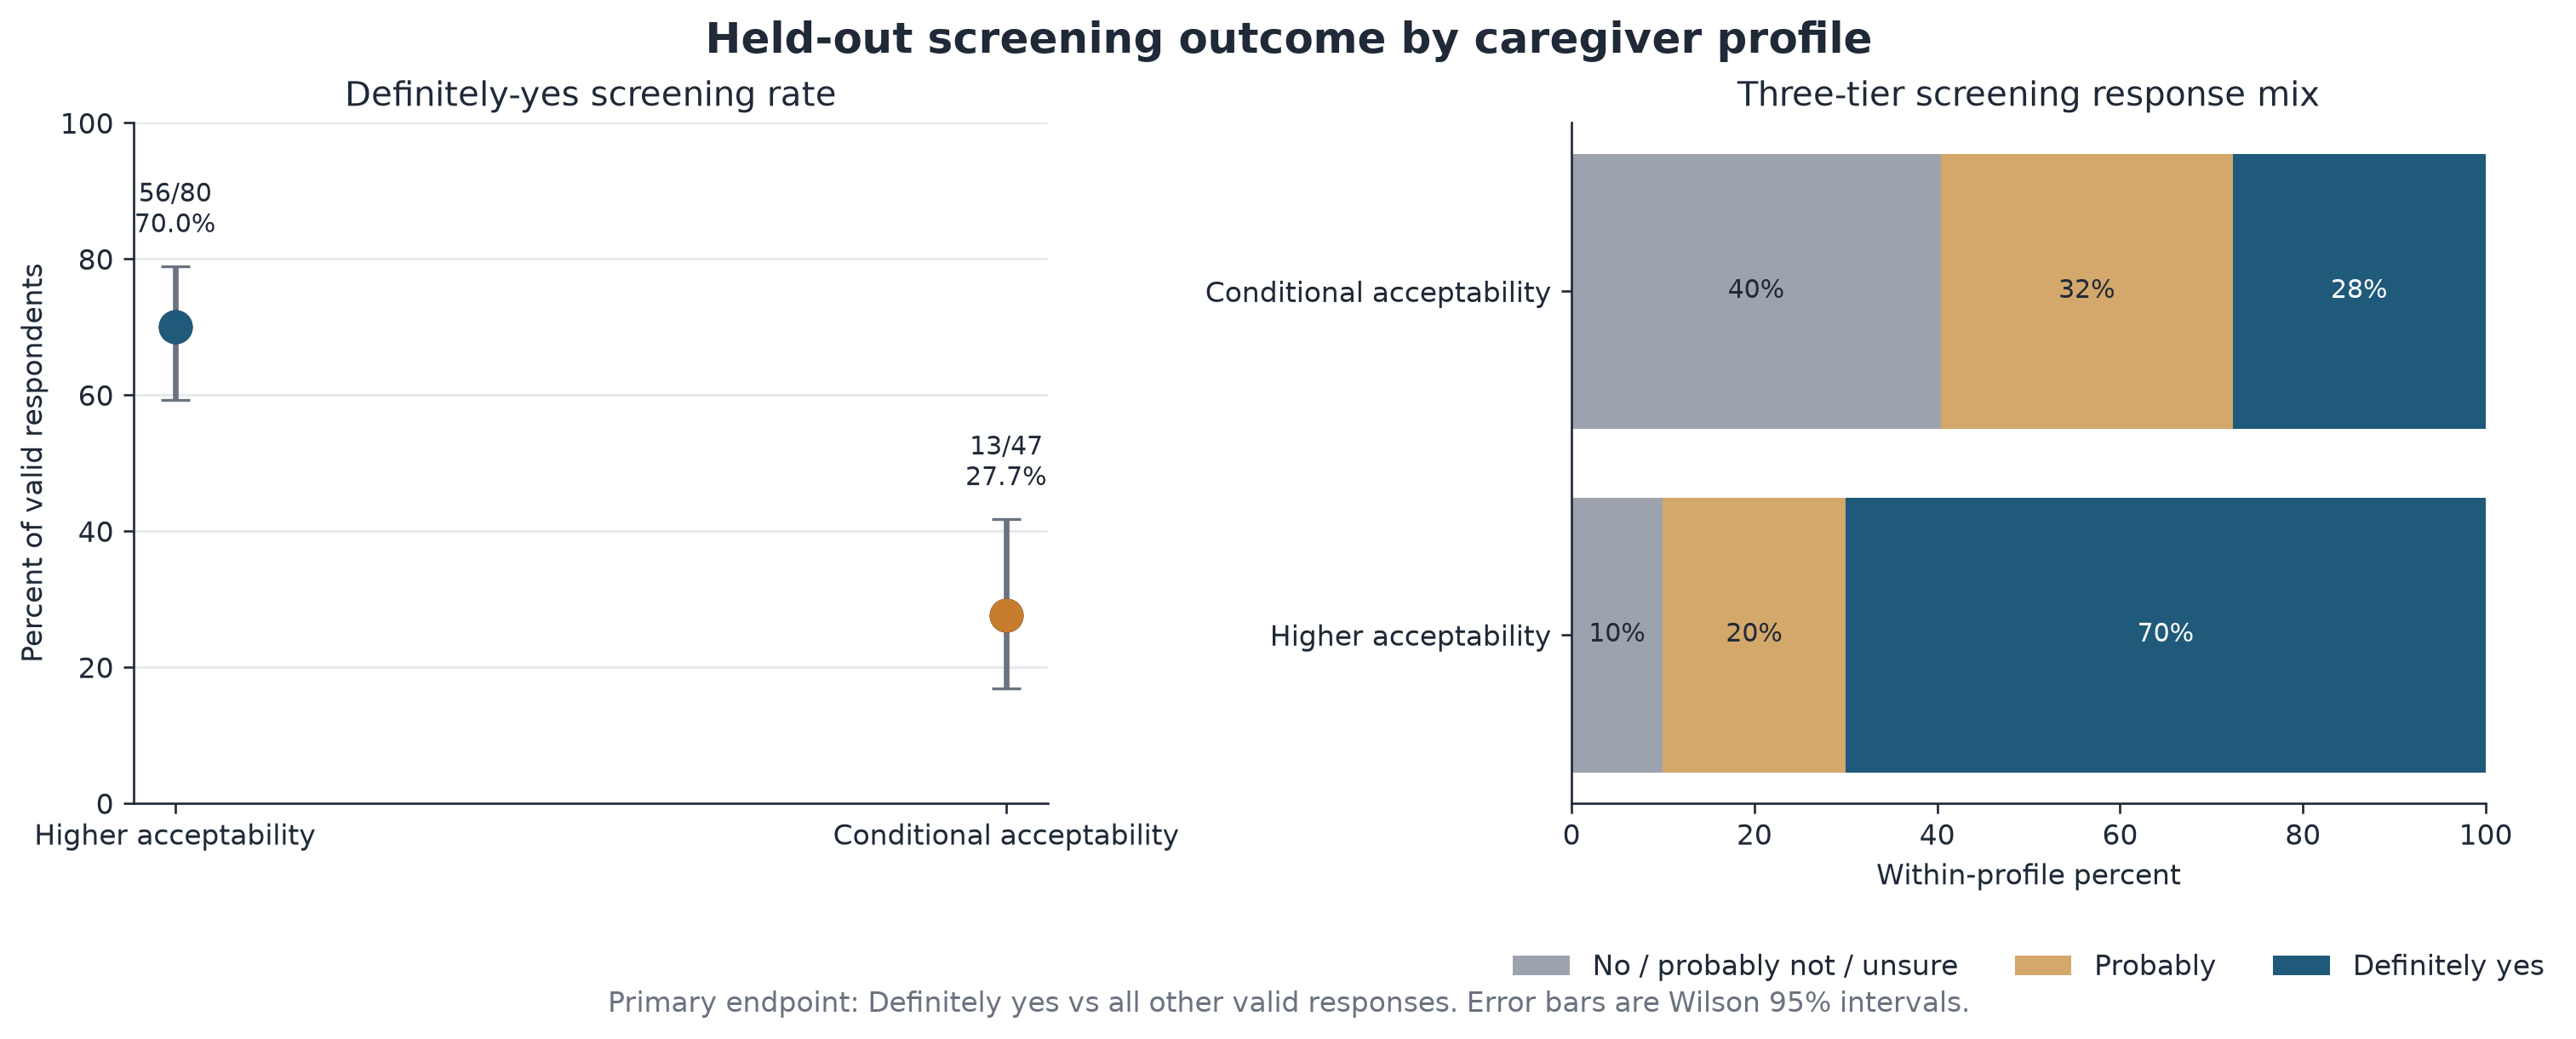 Held-out screening outcome by caregiver profile
Definitely-yes screening rate
Percent of valid respondents
100
80
60
40
20
0
56/80
70.0%
13/47
27.7%
Higher acceptability
Conditional acceptability
Three-tier screening response mix
Conditional acceptability
40%
32%
28%
Higher acceptability
10%
20%
70%
0
20
40
60
80
100
Within-profile percent
No / probably not / unsure
Probably
Definitely yes
Primary endpoint: Definitely yes vs all other valid responses. Error bars are Wilson 95% intervals.